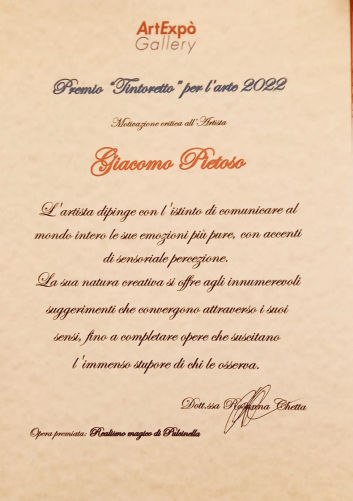 ArtExpò
Gallery
Premio "Tintoretto" per l'arte 2022
Motivazione critica all'Artista
Giacomo Pietoso
L'artista dipinge con l'istinto di comunicare al
mondo intero le sue emozioni più pure, con accenti
di sensoriale percezione.
La sua natura creativa si offre agli innumerevoli
suggerimenti che convergono attraverso i suoi
sensi, fino a completare opere che suscitano
l'immenso stupore di chi le osserva.
Dott.ssa Rosanna Chetta
Opera premiata: Realismo magico di Pulcinella